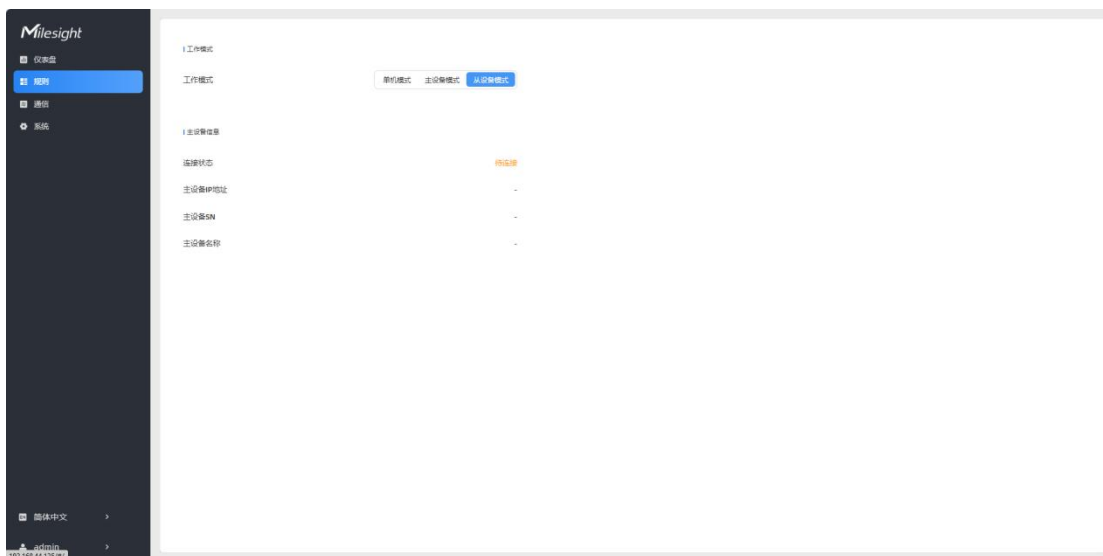 Milesight
仪表盘
规则
通信
系统
工作模式
工作模式 单机模式 主设备模式 从设备模式
主设备信息
连接状态 待连接
主设备IP地址 -
主设备SN -
主设备名称 -
简体中文
admin